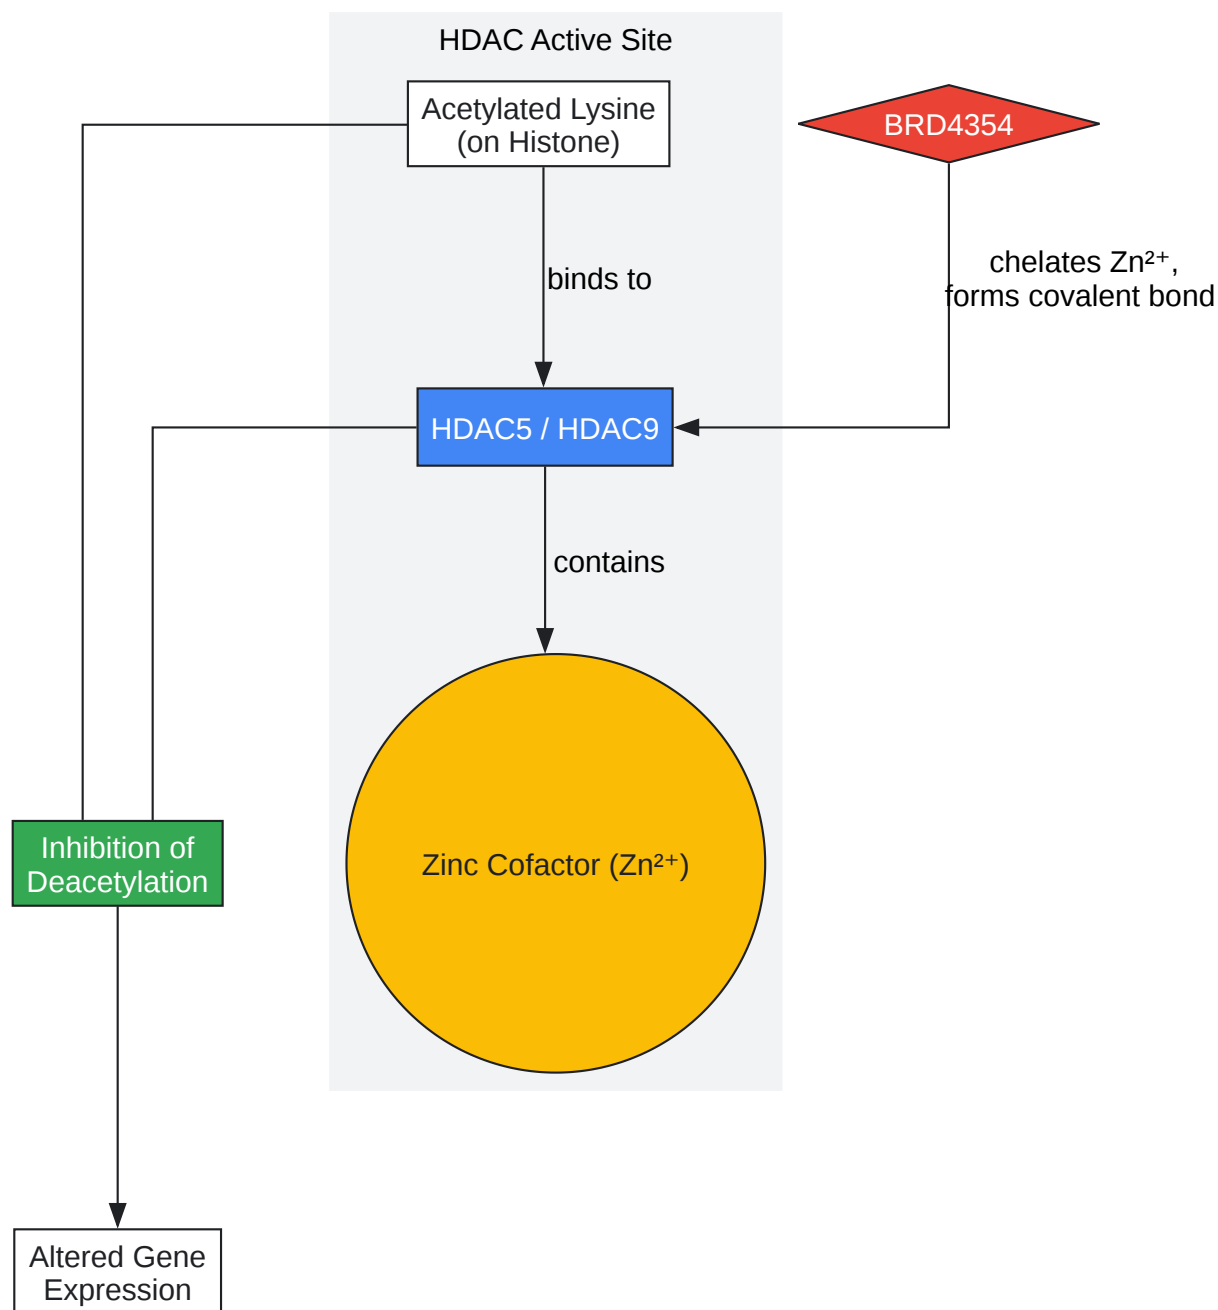 HDAC Active Site
Acetylated Lysine
(on Histone)
BRD4354
chelates Zn²⁺,
forms covalent bond
binds to
HDAC5 / HDAC9
contains
Zinc Cofactor (Zn²⁺)
Inhibition of
Deacetylation
Altered Gene
Expression